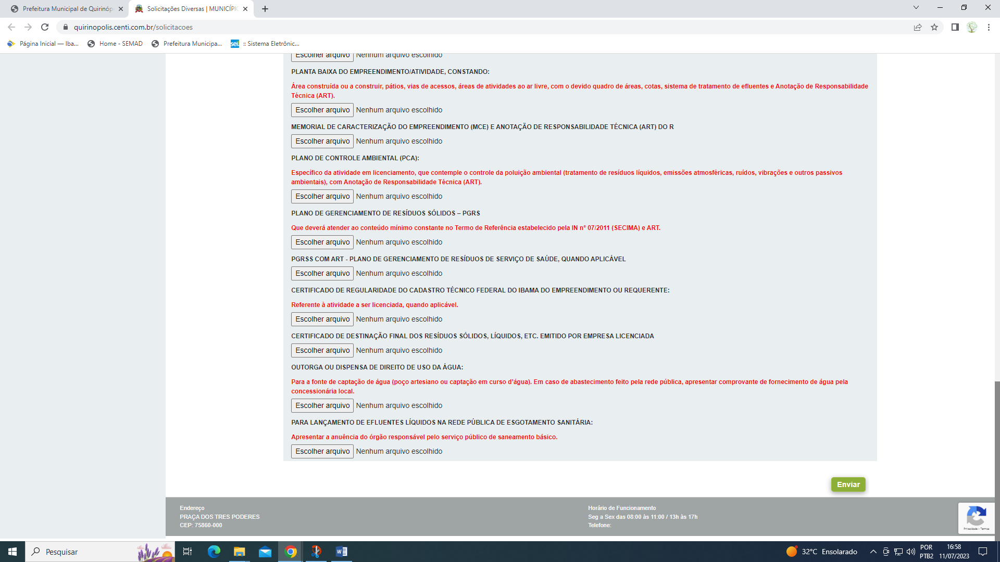 Prefeitura Municipal de Quirinóp
Solicitações Diversas | MUNICÍPIO
quirinopolis.centi.com.br/solicitacoes
Página Inicial — Iba...
Home - SEMAD
Prefeitura Municipa...
sei.
:: Sistema Eletrônic...
Escolher arquivo Nenhum arquivo escolhido
PLANTA BAIXA DO EMPREENDIMENTO/ATIVIDADE, CONSTANDO:
Área construída ou a construir, pátios, vias de acessos, áreas de atividades ao ar livre, com o devido quadro de áreas, cotas, sistema de tratamento de efluentes e Anotação de Responsabilidade
Técnica (ART).
Escolher arquivo Nenhum arquivo escolhido
MEMORIAL DE CARACTERIZAÇÃO DO EMPREENDIMENTO (MCE) E ANOTAÇÃO DE RESPONSABILIDADE TÉCNICA (ART) DO R
Escolher arquivo Nenhum arquivo escolhido
PLANO DE CONTROLE AMBIENTAL (PCA):
Específico da atividade em licenciamento, que contemple o controle da poluição ambiental (tratamento de resíduos líquidos, emissões atmosféricas, ruídos, vibrações e outros passivos
ambientais), com Anotação de Responsabilidade Técnica (ART).
Escolher arquivo Nenhum arquivo escolhido
PLANO DE GERENCIAMENTO DE RESÍDUOS SÓLIDOS – PGRS
Que deverá atender ao conteúdo mínimo constante no Termo de Referência estabelecido pela IN n° 07/2011 (SECIMA) e ART.
Escolher arquivo Nenhum arquivo escolhido
PGRSS COM ART - PLANO DE GERENCIAMENTO DE RESÍDUOS DE SERVIÇO DE SAÚDE, QUANDO APLICÁVEL
Escolher arquivo Nenhum arquivo escolhido
CERTIFICADO DE REGULARIDADE DO CADASTRO TÉCNICO FEDERAL DO IBAMA DO EMPREENDIMENTO OU REQUERENTE:
Referente à atividade a ser licenciada, quando aplicável.
Escolher arquivo Nenhum arquivo escolhido
CERTIFICADO DE DESTINAÇÃO FINAL DOS RESÍDUOS SÓLIDOS, LÍQUIDOS, ETC. EMITIDO POR EMPRESA LICENCIADA
Escolher arquivo Nenhum arquivo escolhido
OUTORGA OU DISPENSA DE DIREITO DE USO DA ÁGUA:
Para a fonte de captação de água (poço artesiano ou captação em curso d’água). Em caso de abastecimento feito pela rede pública, apresentar comprovante de fornecimento de água pela
concessionária local.
Escolher arquivo Nenhum arquivo escolhido
PARA LANÇAMENTO DE EFLUENTES LÍQUIDOS NA REDE PÚBLICA DE ESGOTAMENTO SANITÁRIA:
Apresentar a anuência do órgão responsável pelo serviço público de saneamento básico.
Escolher arquivo Nenhum arquivo escolhido
Enviar
Endereço
PRAÇA DOS TRES PODERES
CEP: 75860-000
Horário de Funcionamento
Seg a Sex das 08:00 às 11:00 / 13h às 17h
Telefone:
Privacidade - Termos
Pesquisar
32°C Ensolarado
POR
PTB2
16:58
11/07/2023